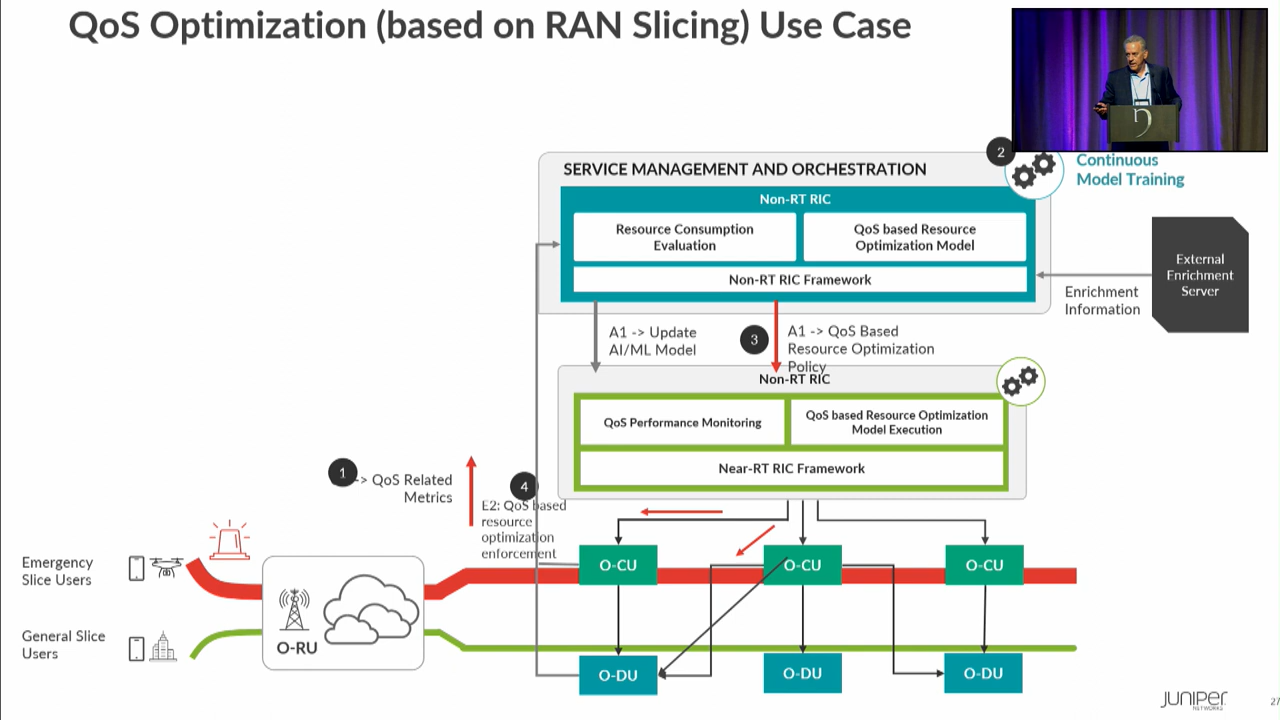 QoS Optimization (based on RAN Slicing) Use Case
2
Continuous
Model Training
SERVICE MANAGEMENT AND ORCHESTRATION
Non-RT RIC
Resource Consumption
Evaluation
QoS based Resource
Optimization Model
Non-RT RIC Framework
External
Enrichment
Server
Enrichment
Information
A1 -> Update
AI/ML Model
3
A1 -> QoS Based
Resource Optimization
Policy
Non-RT RIC
QoS Performance Monitoring
QoS based Resource Optimization
Model Execution
Near-RT RIC Framework
1
-> QoS Related
Metrics
4
E2: QoS based
resource
optimization
enforcement
Emergency
Slice Users
General Slice
Users
O-RU
O-CU
O-CU
O-CU
O-DU
O-DU
O-DU
JUNIPER
NETWORKS
27